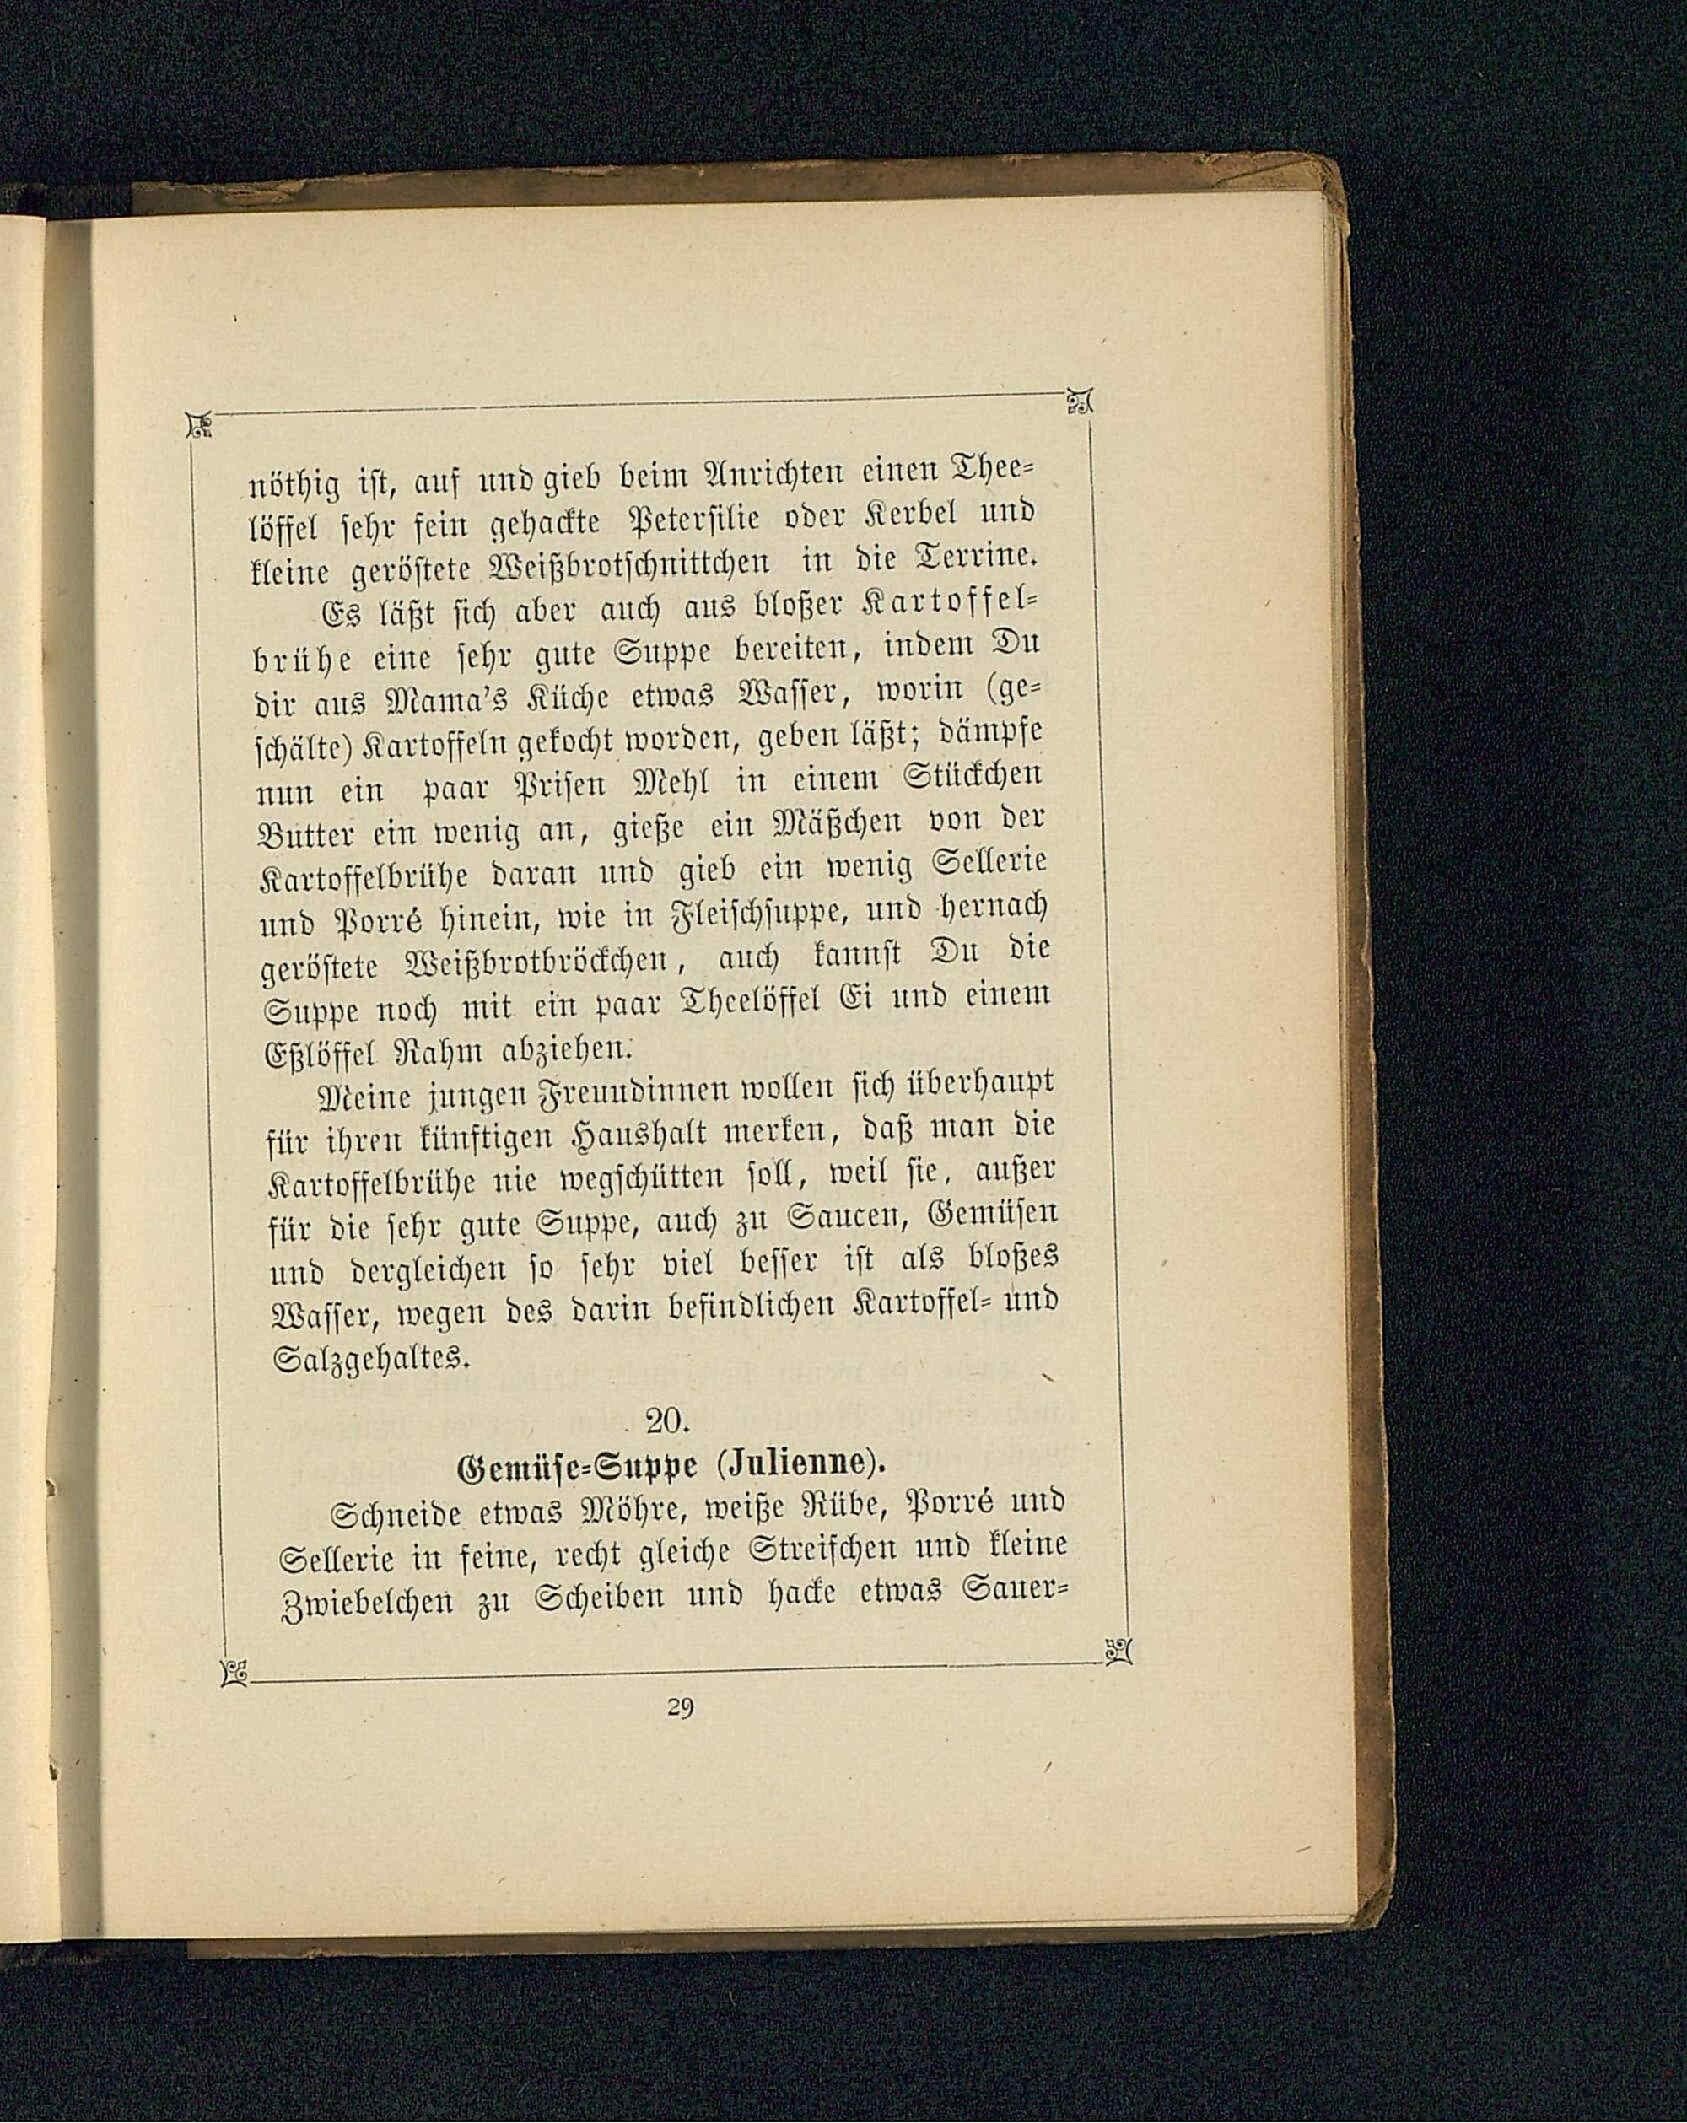 nöthig ist, auf und gieb beim Anrichten einen Thee-
löffel sehr fein gehackte Petersilie oder Kerbel und
kleine geröstete Weißbrotschnittchen in die Terrine.
Es läßt sich aber auch aus bloßer Kartoffel-
brühe eine sehr gute Suppe bereiten, indem Du
dir aus Mama's Küche etwas Wasser, worin (ge-
schälte) Kartoffeln gekocht worden, geben läßt; dämpfe
nun ein paar Prisen Mehl in einem Stückchen
Butter ein wenig an, gieße ein Mäßchen von der
Kartoffelbrühe daran und gieb ein wenig Sellerie
und Porré hinein, wie in Fleischsuppe, und hernach
geröstete Weißbrotbröckchen, auch kannst Du die
Suppe noch mit ein paar Theelöffel Ei und einem
Eßlöffel Rahm abziehen.
Meine jungen Freundinnen wollen sich überhaupt
für ihren künftigen Haushalt merken, daß man die
Kartoffelbrühe nie wegschütten soll, weil sie, außer
für die sehr gute Suppe, auch zu Saucen, Gemüsen
und dergleichen so sehr viel besser ist als bloßes
Wasser, wegen des darin befindlichen Kartoffel- und
Salzgehaltes.
20.
Gemüse-Suppe (Julienne).
Schneide etwas Möhre, weiße Rübe, Porré und
Sellerie in feine, recht gleiche Streifchen und kleine
Zwiebelchen zu Scheiben und hacke etwas Sauer-
29